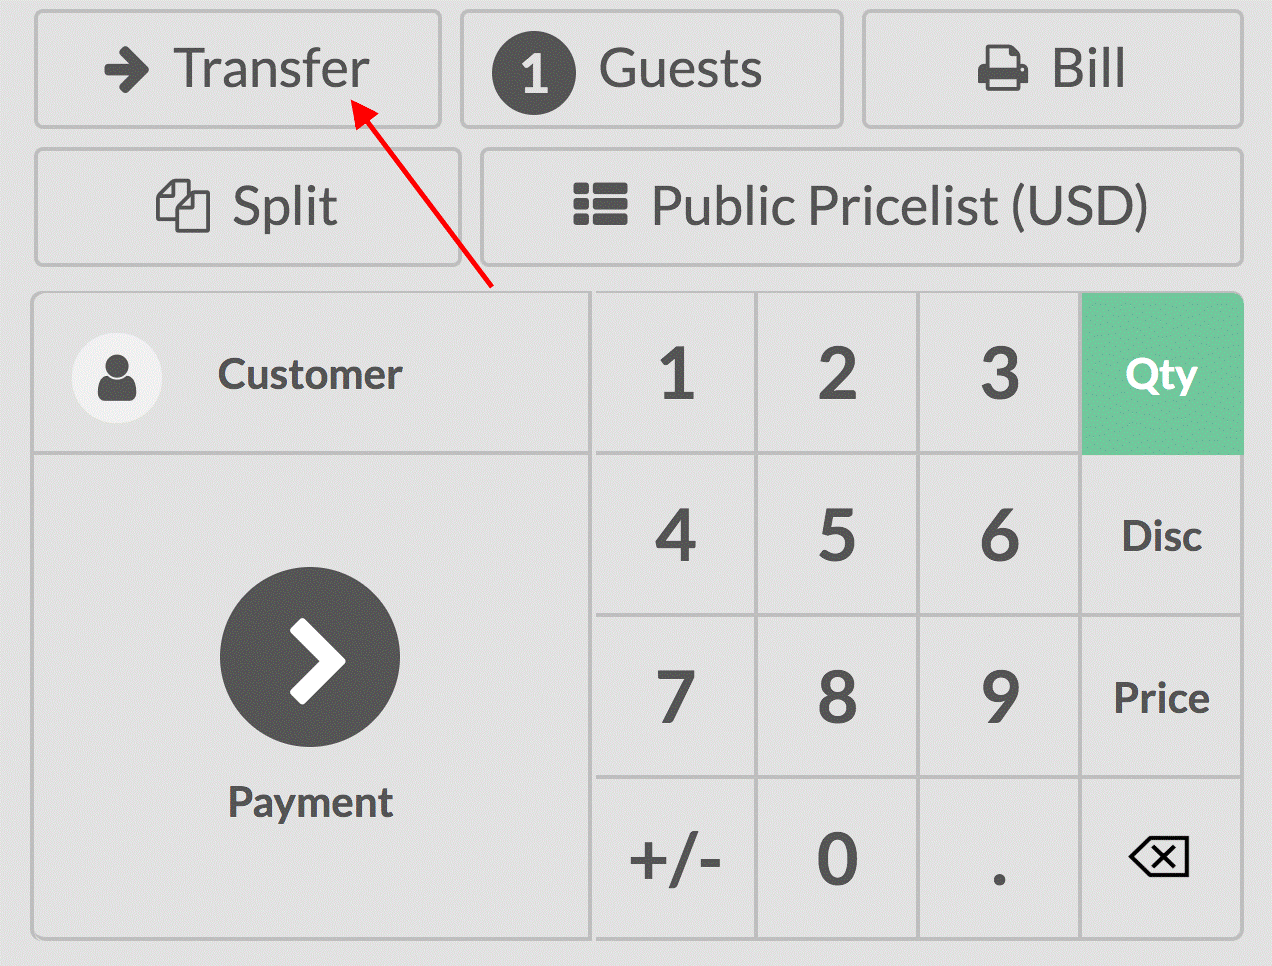 Transfer
1 Guests
Bill
Split
Public Pricelist (USD)
Customer
1 2 3 Qty
4 5 6 Disc
7 8 9 Price
Payment
+/- 0 .